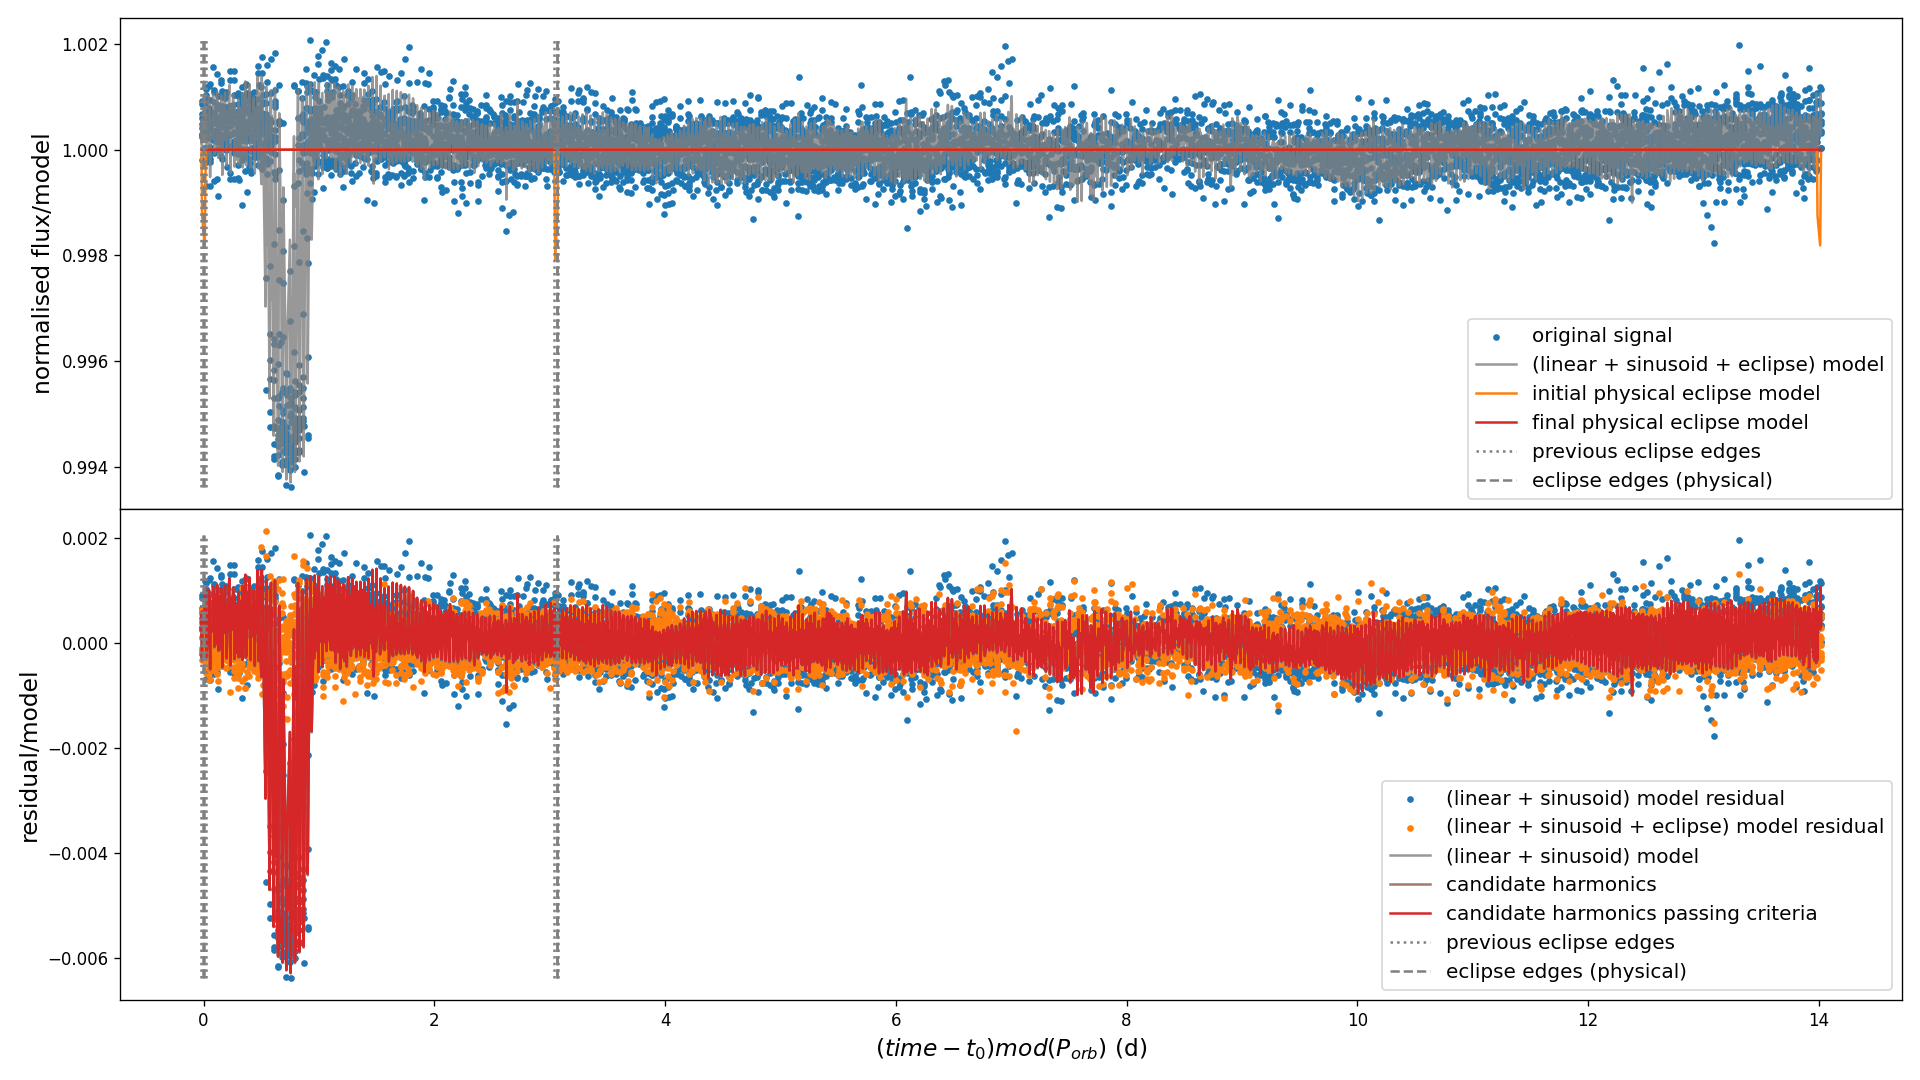 normalised flux/model
1.002
1.000
0.998
0.996
0.994
original signal
(linear + sinusoid + eclipse) model
initial physical eclipse model
final physical eclipse model
previous eclipse edges
eclipse edges (physical)
residual/model
0.002
0.000
−0.002
−0.004
−0.006
(linear + sinusoid) model residual
(linear + sinusoid + eclipse) model residual
(linear + sinusoid) model
candidate harmonics
candidate harmonics passing criteria
previous eclipse edges
eclipse edges (physical)
0 2 4 6 8 10 12 14
(time − t₀)mod(P_orb) (d)